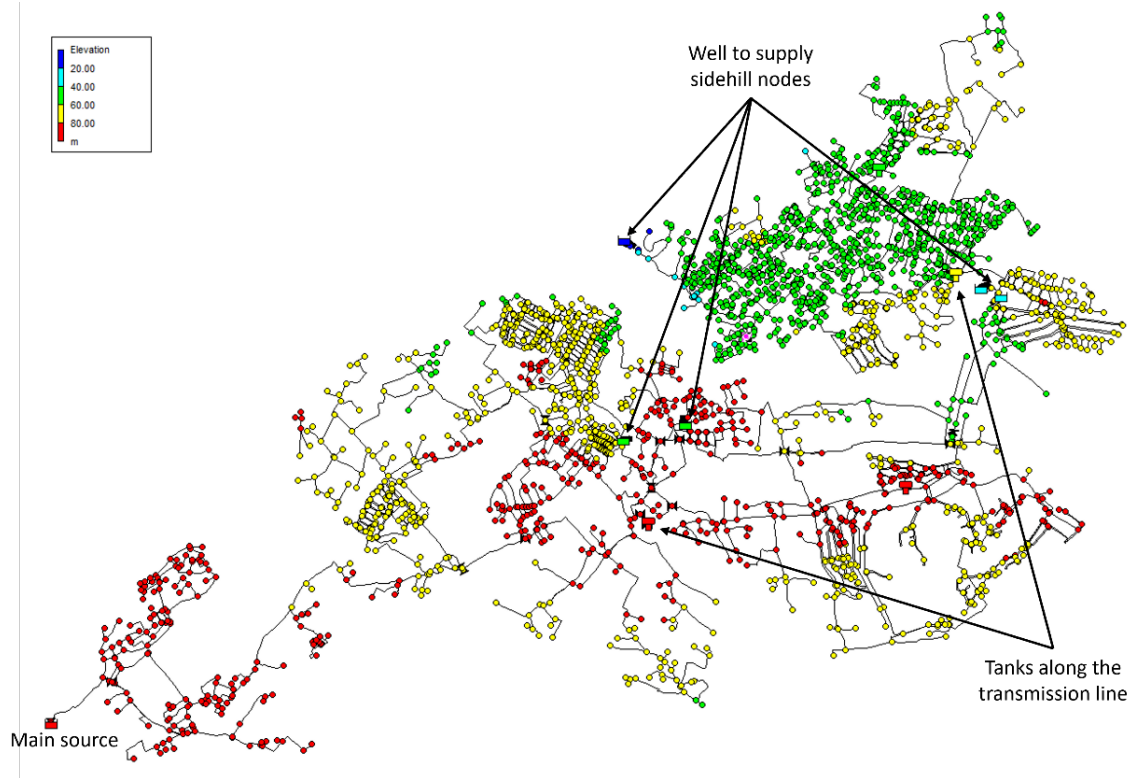 Elevation
20.00
40.00
60.00
80.00
m
Well to supply
sidehill nodes
Tanks along the
transmission line
Main source